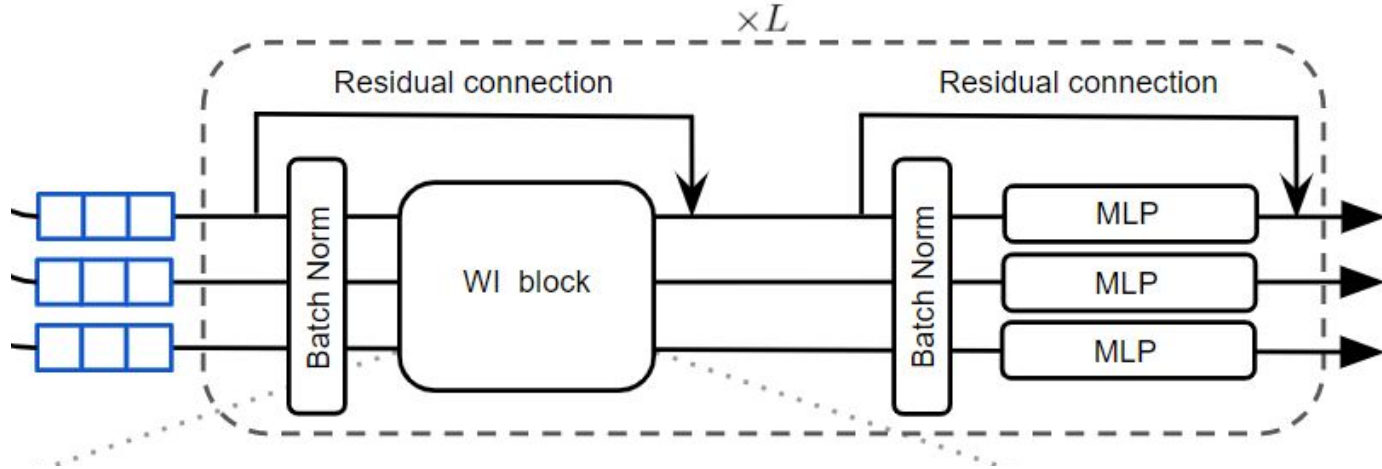 ×L
Residual connection
Residual connection
Batch Norm
WI block
Batch Norm
MLP
MLP
MLP